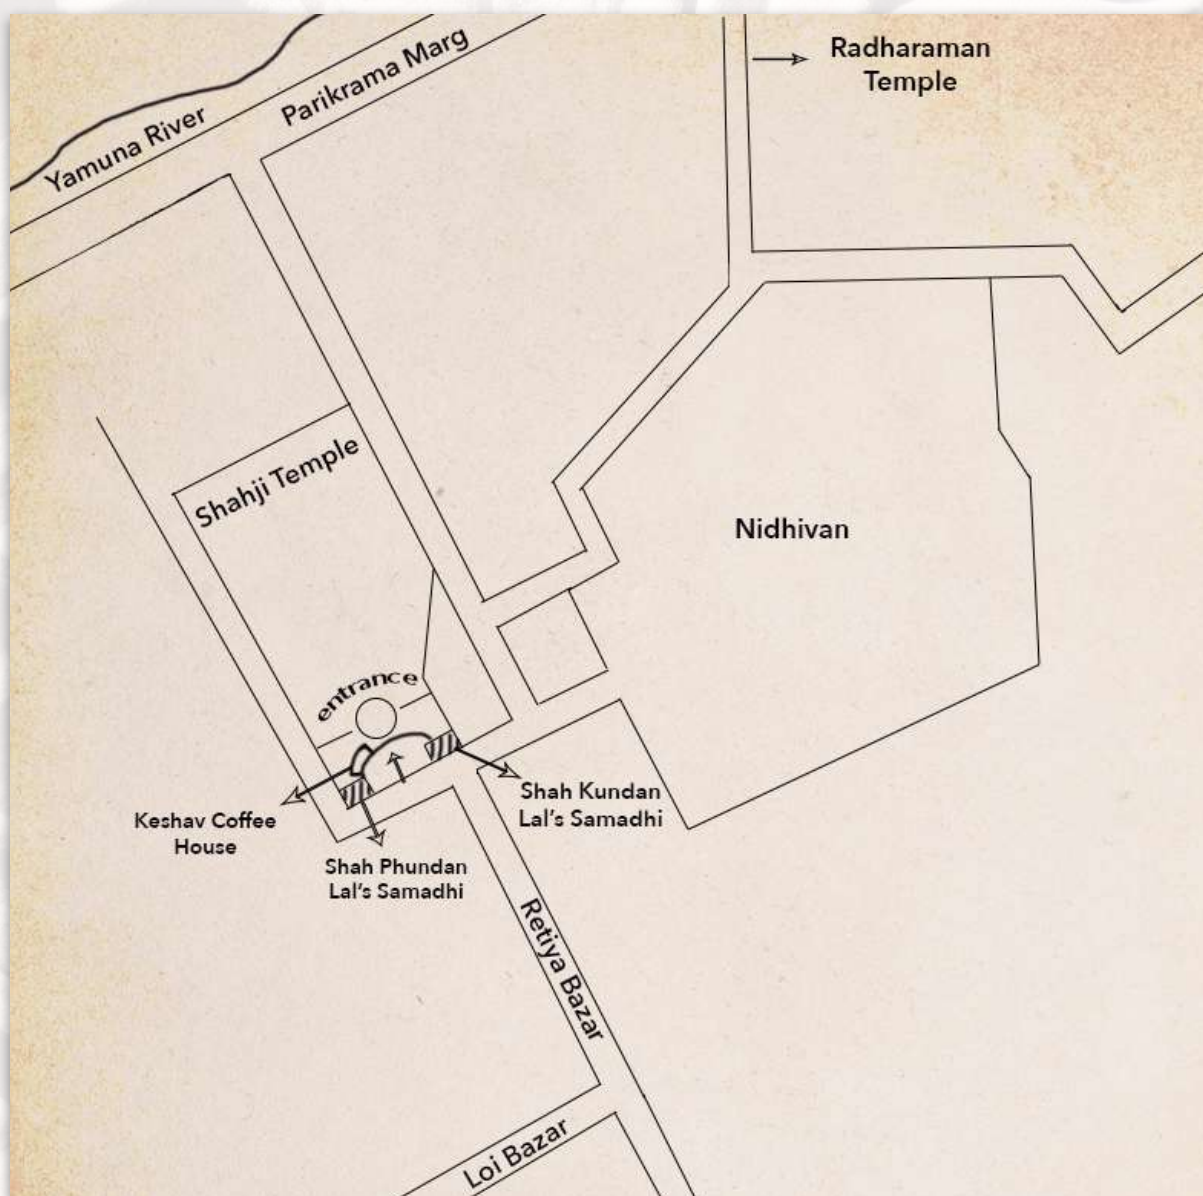 Radharaman
Temple
Parikrama Marg
Yamuna River
Shahji Temple
Nidhivan
entrance
Shah Kundan
Lal's Samadhi
Keshav Coffee
House
Shah Phundan
Lal's Samadhi
Retiya Bazar
Loi Bazar